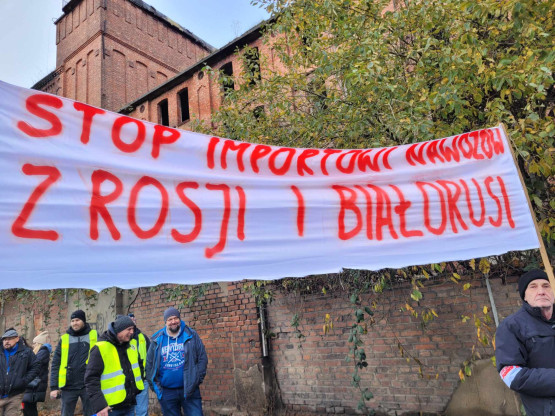 STOP IMPORTOWI NAWOZÓW
Z ROSJI I BIAŁORUSI